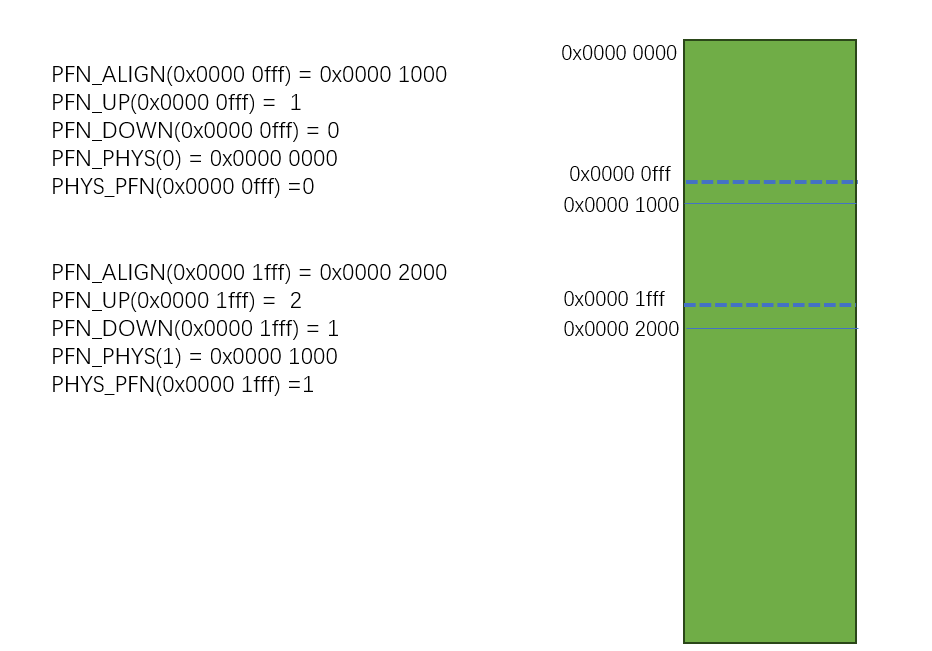 PFN_ALIGN(0x0000 0fff) = 0x0000 1000
PFN_UP(0x0000 0fff) =  1
PFN_DOWN(0x0000 0fff) = 0
PFN_PHYS(0) = 0x0000 0000
PHYS_PFN(0x0000 0fff) =0
PFN_ALIGN(0x0000 1fff) = 0x0000 2000
PFN_UP(0x0000 1fff) =  2
PFN_DOWN(0x0000 1fff) = 1
PFN_PHYS(1) = 0x0000 1000
PHYS_PFN(0x0000 1fff) =1
0x0000 0000
0x0000 0fff
0x0000 1000
0x0000 1fff
0x0000 2000